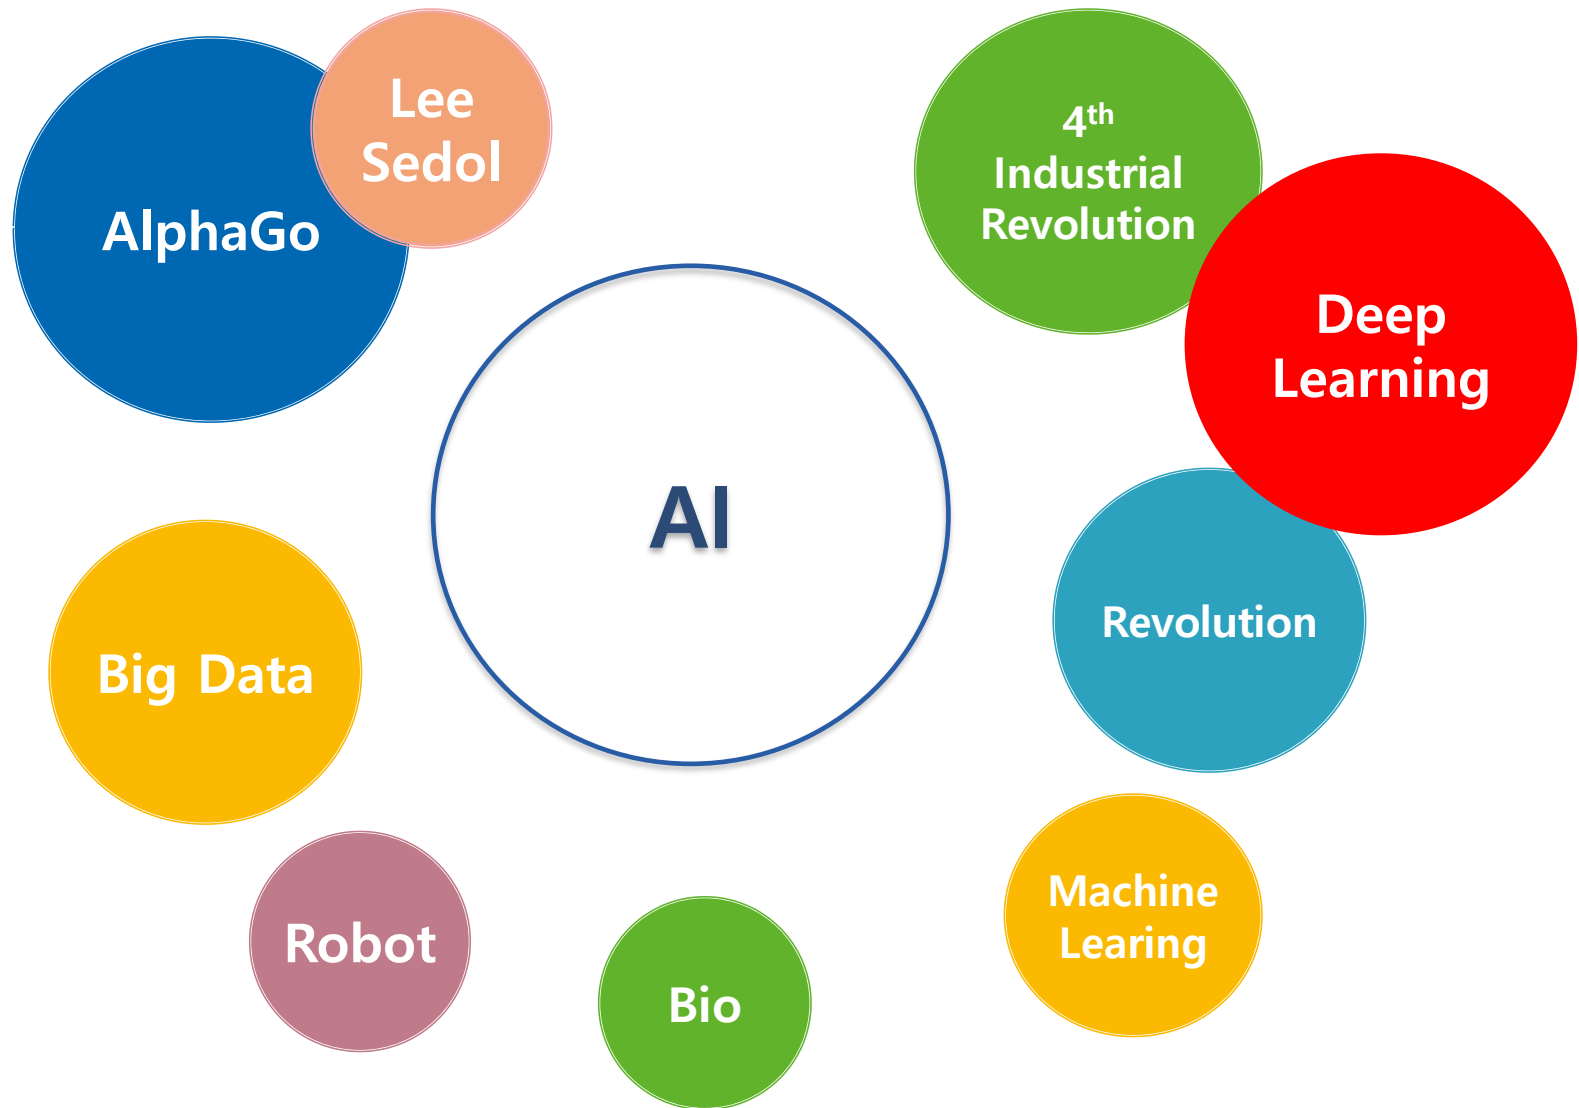 Lee
Sedol
AlphaGo
4th
Industrial
Revolution
Deep
Learning
AI
Revolution
Big Data
Machine
Learing
Robot
Bio